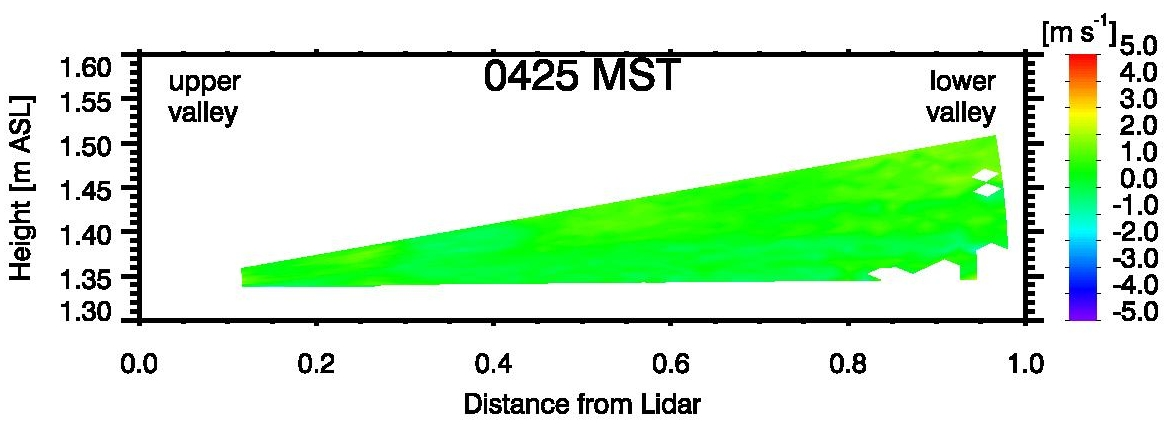 [m s⁻¹]
0425 MST
upper
valley
lower
valley
Height [m ASL]
1.60
1.55
1.50
1.45
1.40
1.35
1.30
0.0 0.2 0.4 0.6 0.8 1.0
Distance from Lidar
5.0
4.0
3.0
2.0
1.0
0.0
-1.0
-2.0
-3.0
-4.0
-5.0